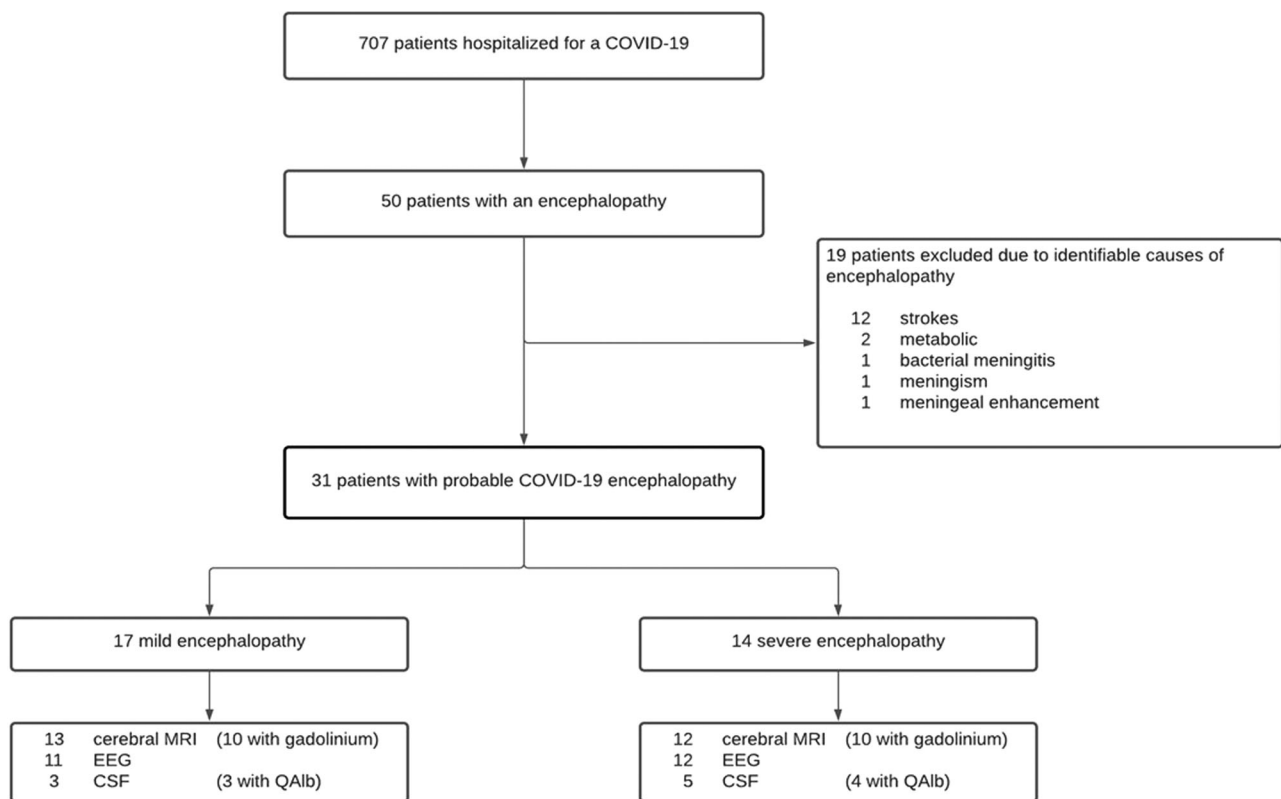 707 patients hospitalized for a COVID-19
50 patients with an encephalopathy
19 patients excluded due to identifiable causes of
encephalopathy
12 strokes
2 metabolic
1 bacterial meningitis
1 meningism
1 meningeal enhancement
31 patients with probable COVID-19 encephalopathy
17 mild encephalopathy
14 severe encephalopathy
13 cerebral MRI (10 with gadolinium)
11 EEG
3 CSF (3 with QAlb)
12 cerebral MRI (10 with gadolinium)
12 EEG
5 CSF (4 with QAlb)